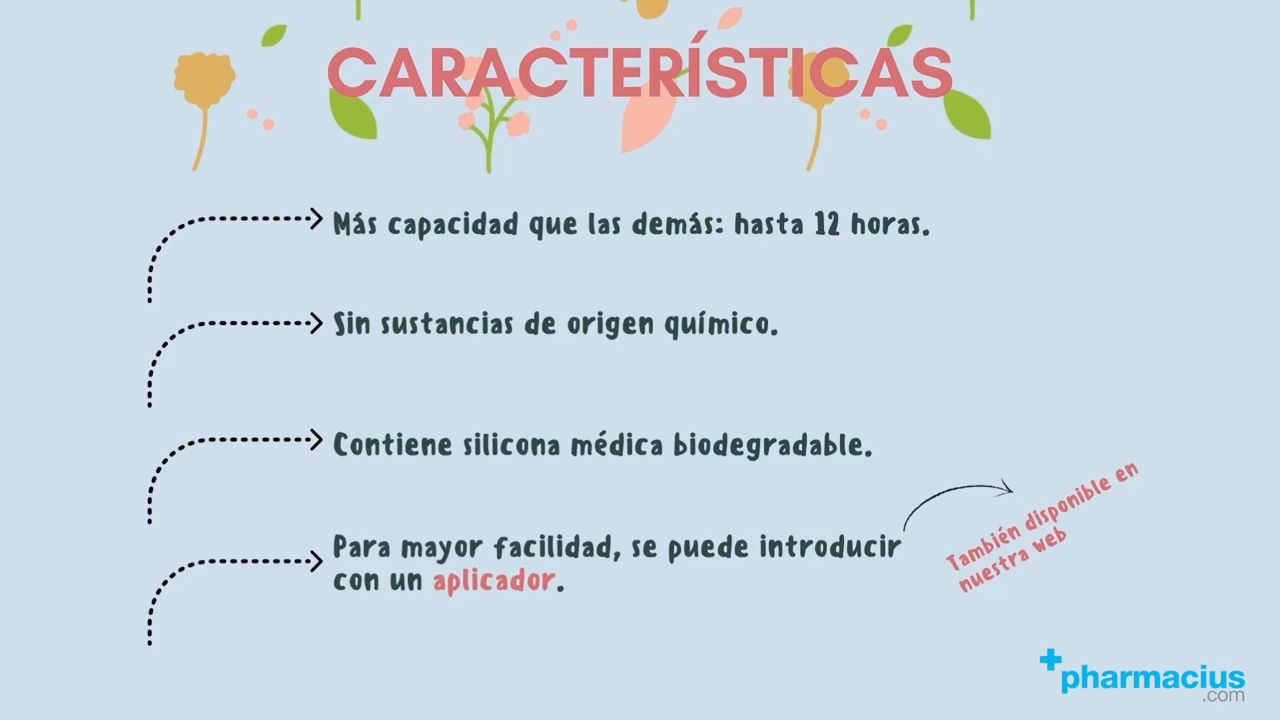 CARACTERÍSTICAS
Más capacidad que las demás: hasta 12 horas.
Sin sustancias de origen químico.
Contiene silicona médica biodegradable.
Para mayor facilidad, se puede introducir
con un aplicador.
También disponible en
nuestra web
pharmacius
.com